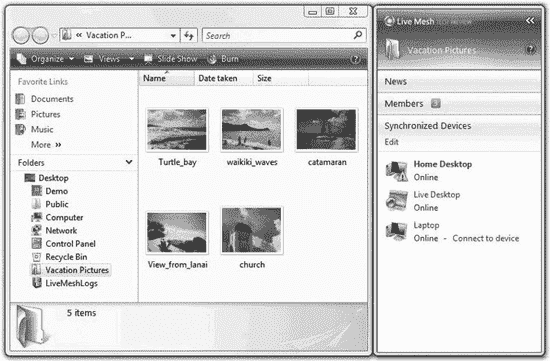 Vacation P...
Search
Organize Views Slide Show Burn
Favorite Links
Documents
Pictures
Music
More »
Folders
Desktop
Demo
Public
Computer
Network
Control Panel
Recycle Bin
Vacation Pictures
LiveMeshLogs
Name Date taken Size
Turtle_bay waikiki_waves catamaran
View_from_lanai church
5 items
Live Mesh TECH PREVIEW
Vacation Pictures
News
Members 3
Synchronized Devices
Edit
Home Desktop
Online
Live Desktop
Online
Laptop
Online - Connect to device